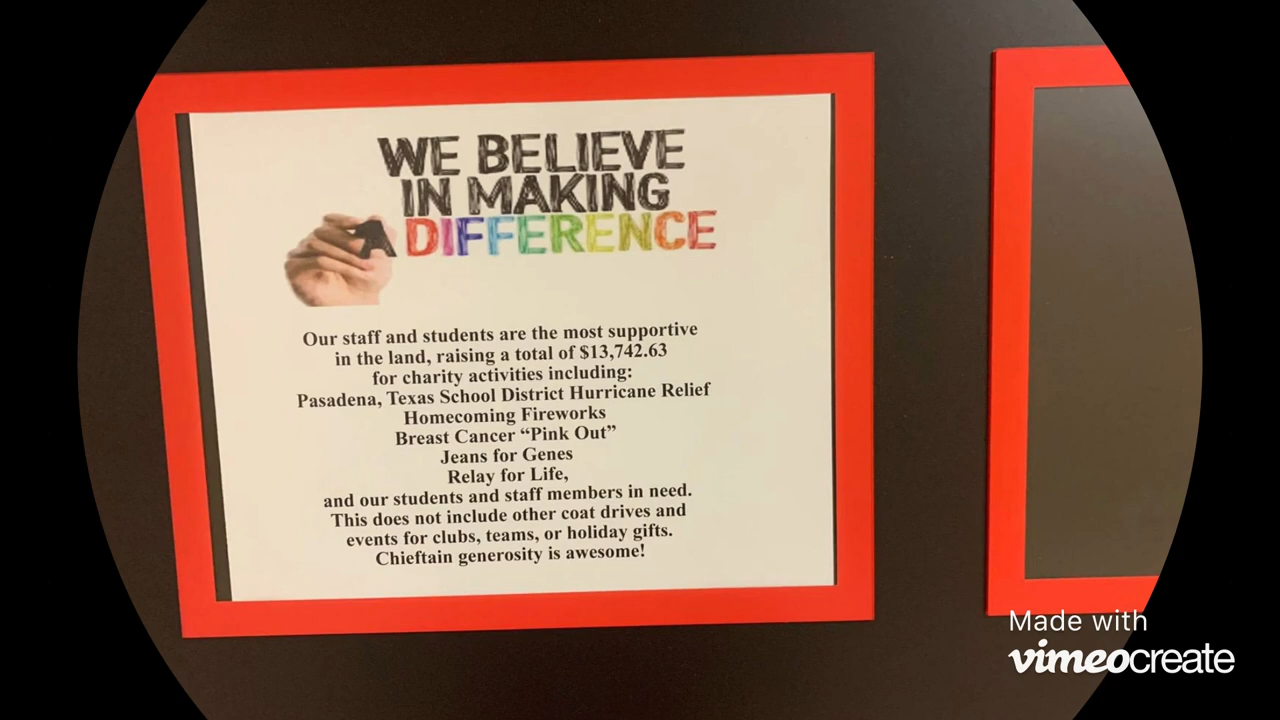 WE BELIEVE
IN MAKING
A DIFFERENCE
Our staff and students are the most supportive
in the land, raising a total of $13,742.63
for charity activities including:
Pasadena, Texas School District Hurricane Relief
Homecoming Fireworks
Breast Cancer “Pink Out”
Jeans for Genes
Relay for Life,
and our students and staff members in need.
This does not include other coat drives and
events for clubs, teams, or holiday gifts.
Chieftain generosity is awesome!
Made with
vimeocreate